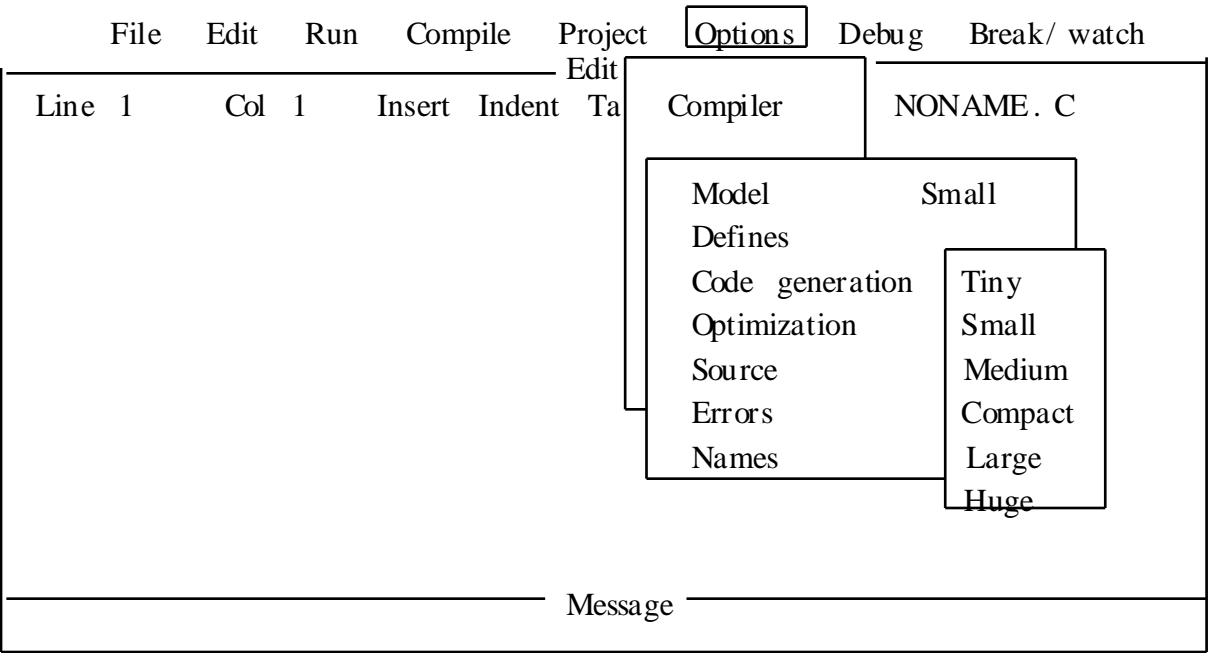 File Edit Run Compile Project Options Debug Break/ watch
Edit
Line 1 Col 1 Insert Indent Ta Compiler NONAME. C
Model Small
Defines
Code generation Tiny
Optimization Small
Source Medium
Errors Compact
Names Large
Huge
Message